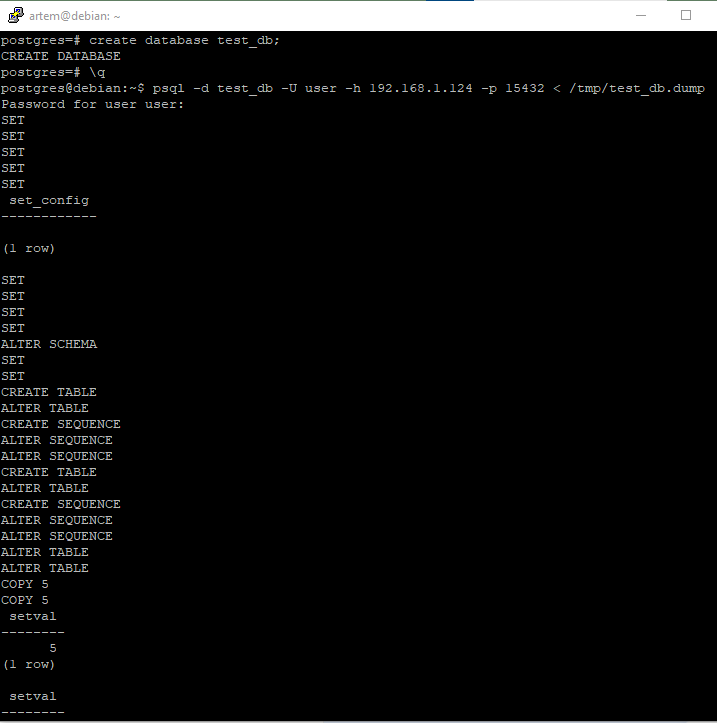 artem@debian: ~
postgres=# create database test_db;
CREATE DATABASE
postgres=# \q
postgres@debian:~$ psql -d test_db -U user -h 192.168.1.124 -p 15432 < /tmp/test_db.dump
Password for user user:
SET
SET
SET
SET
SET
 set_config
------------

(1 row)

SET
SET
SET
SET
ALTER SCHEMA
SET
SET
CREATE TABLE
ALTER TABLE
CREATE SEQUENCE
ALTER SEQUENCE
ALTER SEQUENCE
CREATE TABLE
ALTER TABLE
CREATE SEQUENCE
ALTER SEQUENCE
ALTER SEQUENCE
ALTER TABLE
ALTER TABLE
COPY 5
COPY 5
 setval
--------
      5
(1 row)

 setval
--------